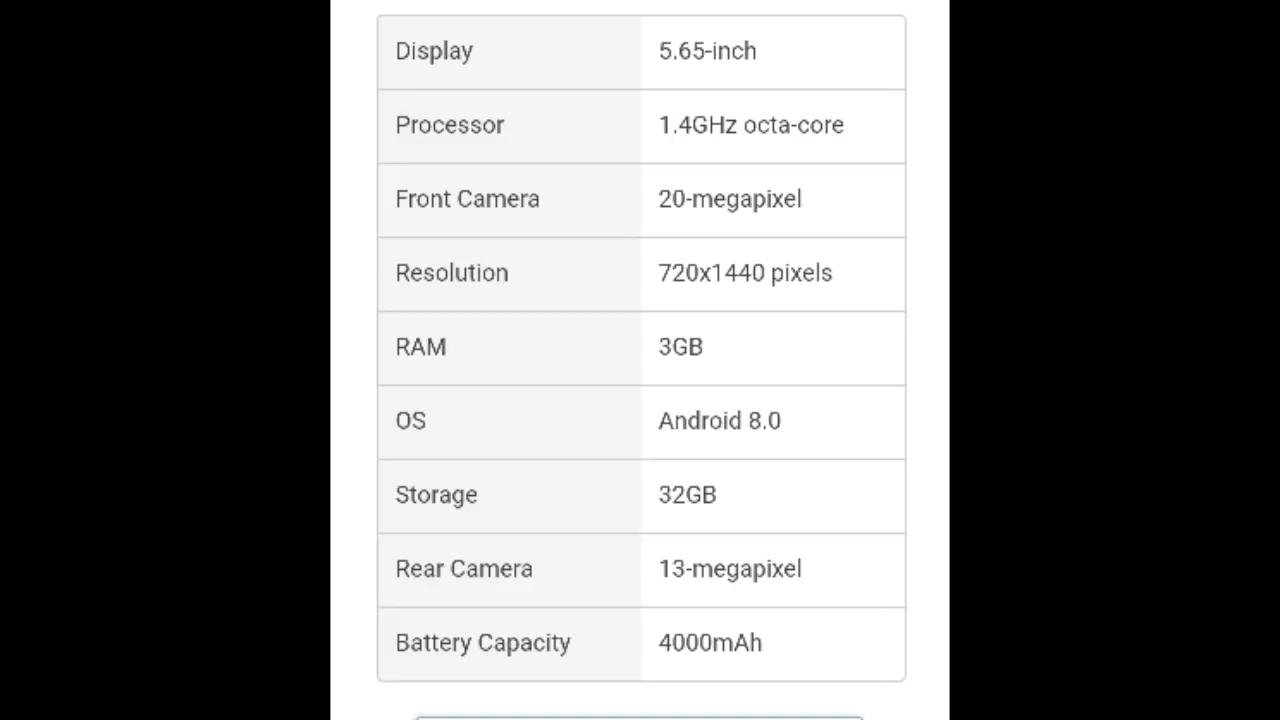 Display 5.65-inch
Processor 1.4GHz octa-core
Front Camera 20-megapixel
Resolution 720x1440 pixels
RAM 3GB
OS Android 8.0
Storage 32GB
Rear Camera 13-megapixel
Battery Capacity 4000mAh